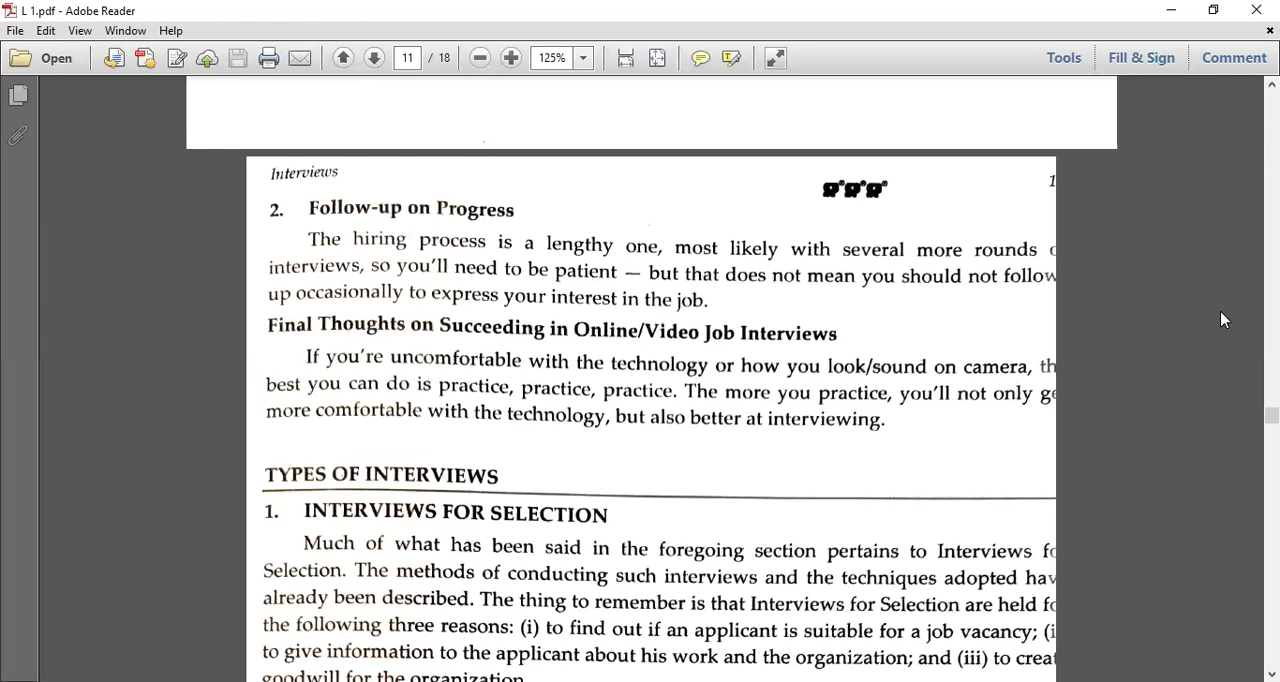 L 1.pdf - Adobe Reader
File Edit View Window Help
Open 11 / 18 125% Tools Fill & Sign Comment
Interviews 1
2. Follow-up on Progress
The hiring process is a lengthy one, most likely with several more rounds
interviews, so you'll need to be patient — but that does not mean you should not follow
up occasionally to express your interest in the job.
Final Thoughts on Succeeding in Online/Video Job Interviews
If you're uncomfortable with the technology or how you look/sound on camera, th
best you can do is practice, practice, practice. The more you practice, you'll not only ge
more comfortable with the technology, but also better at interviewing.
TYPES OF INTERVIEWS
1. INTERVIEWS FOR SELECTION
Much of what has been said in the foregoing section pertains to Interviews fo
Selection. The methods of conducting such interviews and the techniques adopted hav
already been described. The thing to remember is that Interviews for Selection are held fo
the following three reasons: (i) to find out if an applicant is suitable for a job vacancy; (i
to give information to the applicant about his work and the organization; and (iii) to creat
goodwill for the organization